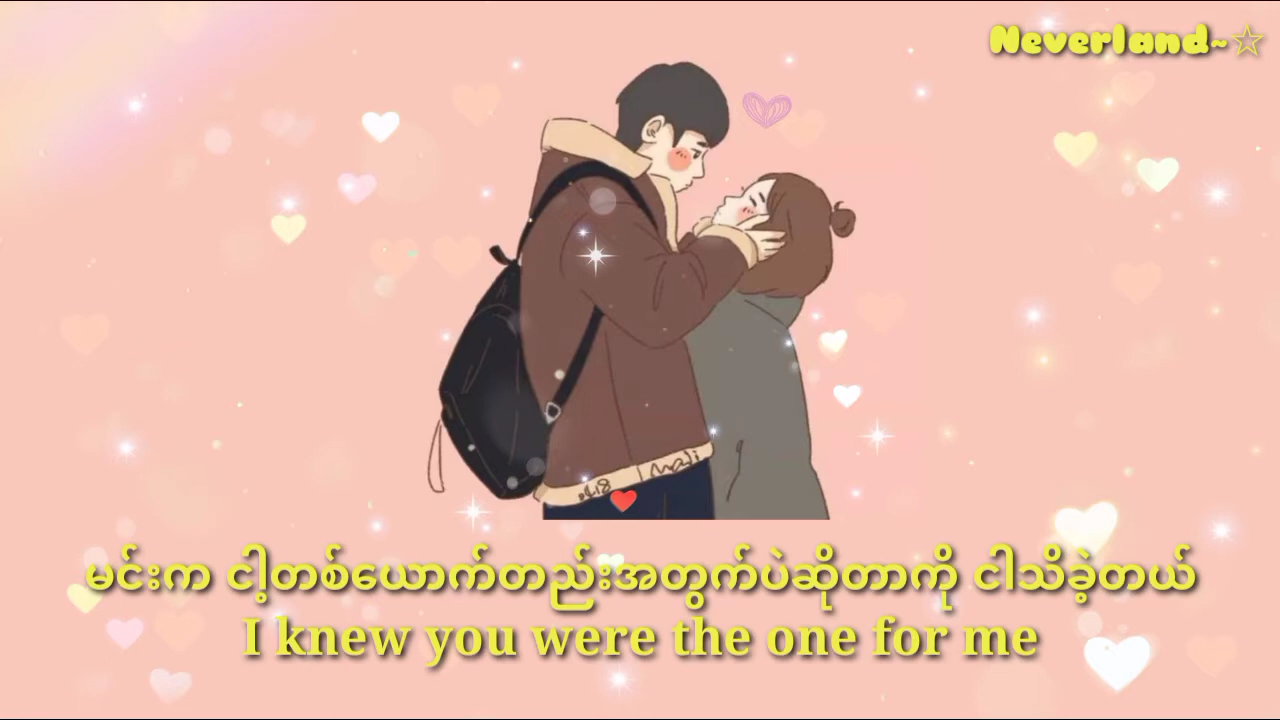 Neverland~☆
မင်းက ငါ့တစ်ယောက်တည်းအတွက်ပဲဆိုတာကို ငါသိခဲ့တယ်
I knew you were the one for me